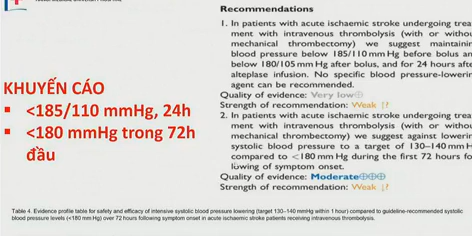 Recommendations
1. In patients with acute ischaemic stroke undergoing trea
ment with intravenous thrombolysis (with or withou
mechanical thrombectomy) we suggest maintainin
blood pressure below 185/110 mm Hg before bolus an
below 180/105 mm Hg after bolus, and for 24 hours afte
alteplase infusion. No specific blood pressure-lowerin
agent can be recommended.
Quality of evidence: Very low⊕
Strength of recommendation: Weak ↓?
2. In patients with acute ischaemic stroke undergoing trea
ment with intravenous thrombolysis (with or withou
mechanical thrombectomy) we suggest against lowerin
systolic blood pressure to a target of 130–140 mm H
compared to <180 mm Hg during the first 72 hours fo
lowing of symptom onset.
Quality of evidence: Moderate⊕⊕⊕
Strength of recommendation: Weak ↓?
KHUYẾN CÁO
▪ <185/110 mmHg, 24h
▪ <180 mmHg trong 72h
đầu
Table 4. Evidence profile table for safety and efficacy of intensive systolic blood pressure lowering (target 130–140 mmHg within 1 hour) compared to guideline-recommended systolic
blood pressure levels (<180 mm Hg) over 72 hours following symptom onset in acute ischaemic stroke patients receiving intravenous thrombolysis.